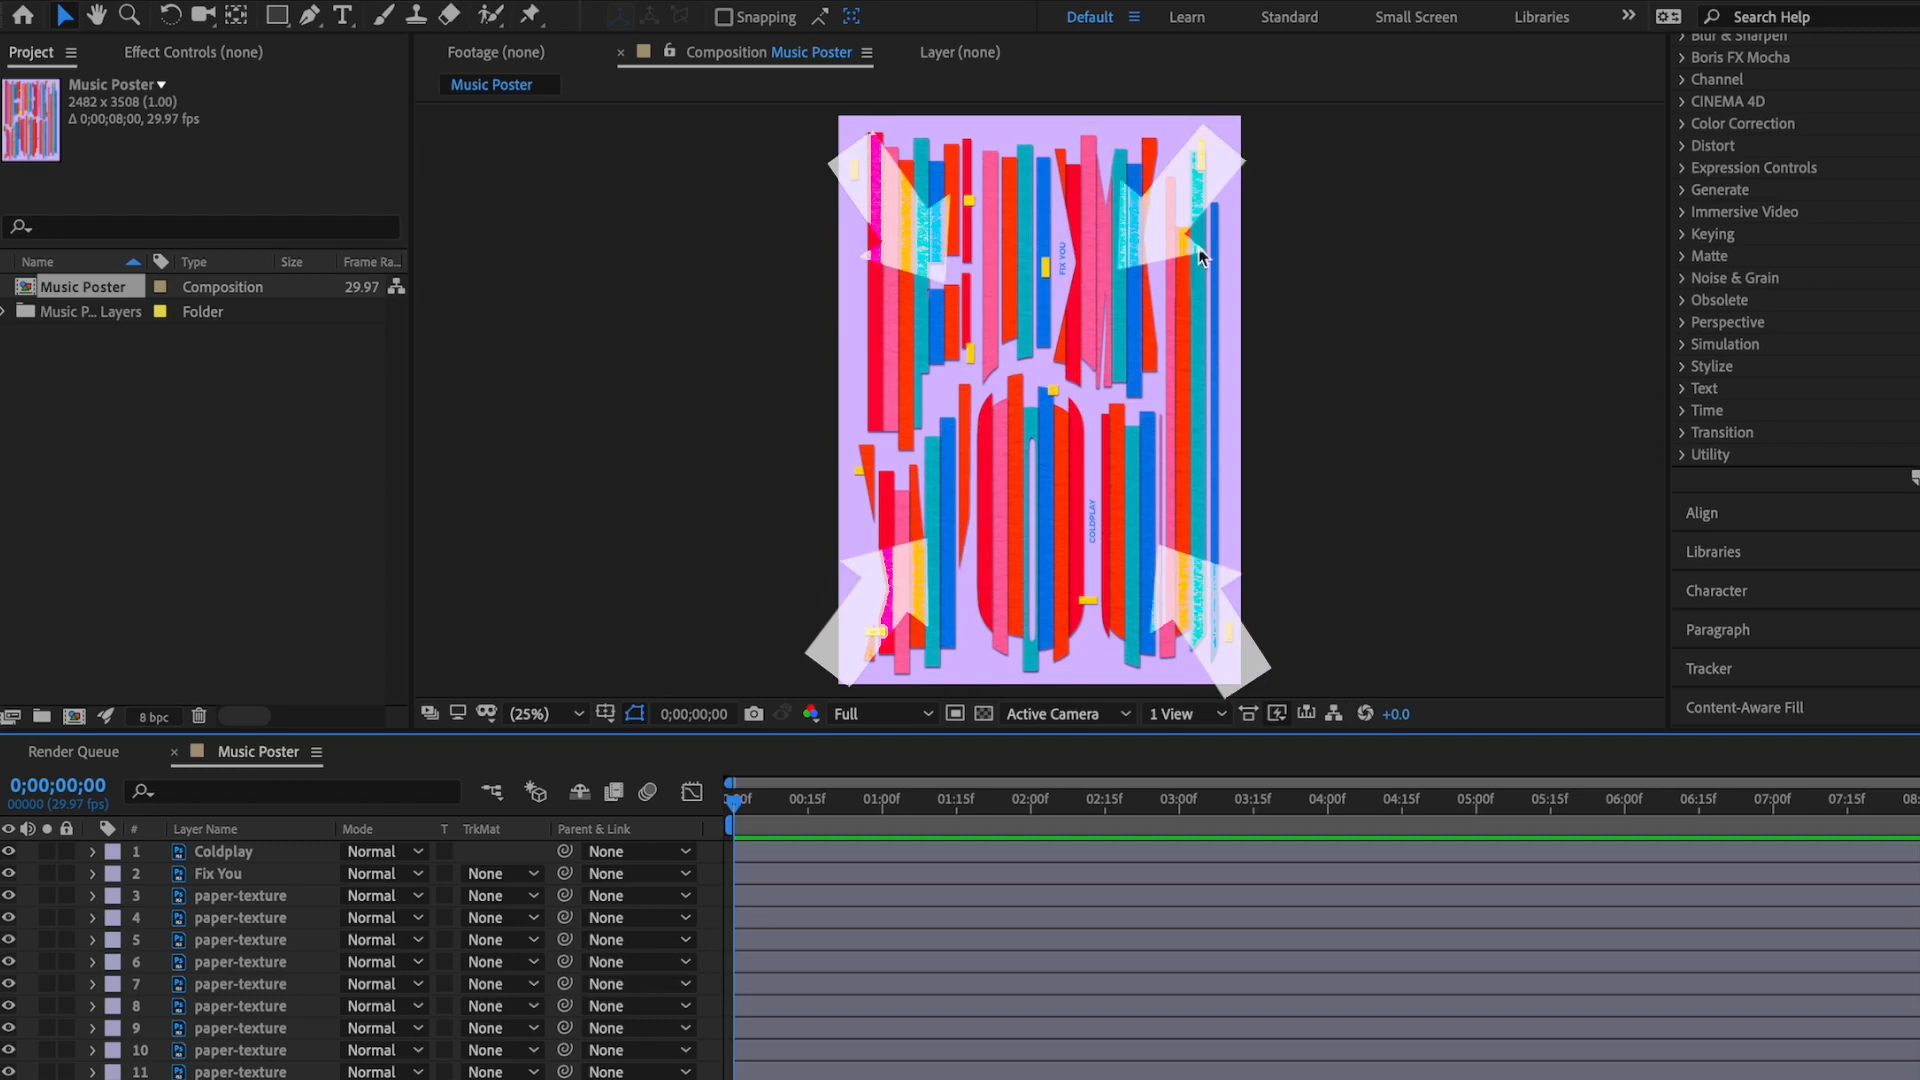 Snapping
Default
Learn
Standard
Small Screen
Libraries
Search Help
Project
Effect Controls (none)
Footage (none)
Composition Music Poster
Layer (none)
Music Poster
Music Poster
2482 x 3508 (1.00)
Δ 0;00;08;00, 29.97 fps
Name
Type
Size
Frame Ra...
Music Poster
Composition
29.97
Music P... Layers
Folder
8 bpc
FIX YOU
COLDPLAY
(25%)
0;00;00;00
Full
Active Camera
1 View
+0.0
Blur & Sharpen
Boris FX Mocha
Channel
CINEMA 4D
Color Correction
Distort
Expression Controls
Generate
Immersive Video
Keying
Matte
Noise & Grain
Obsolete
Perspective
Simulation
Stylize
Text
Time
Transition
Utility
Align
Libraries
Character
Paragraph
Tracker
Content-Aware Fill
Render Queue
Music Poster
0;00;00;00
00000 (29.97 fps)
00:15f 01:00f 01:15f 02:00f 02:15f 03:00f 03:15f 04:00f 04:15f 05:00f 05:15f 06:00f 06:15f 07:00f 07:15f
# Layer Name Mode T TrkMat Parent & Link
1 Coldplay Normal None
2 Fix You Normal None None
3 paper-texture Normal None None
4 paper-texture Normal None None
5 paper-texture Normal None None
6 paper-texture Normal None None
7 paper-texture Normal None None
8 paper-texture Normal None None
9 paper-texture Normal None None
10 paper-texture Normal None None
11 paper-texture Normal None None